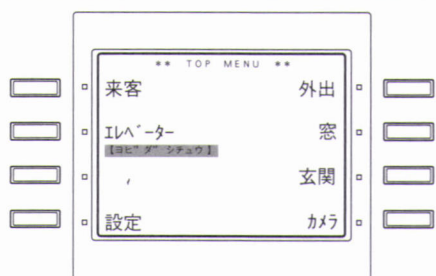 ** TOP MENU **
来客 外出
エレベーター 窓
【ヨビダシチュウ】
玄関
設定 カメラ